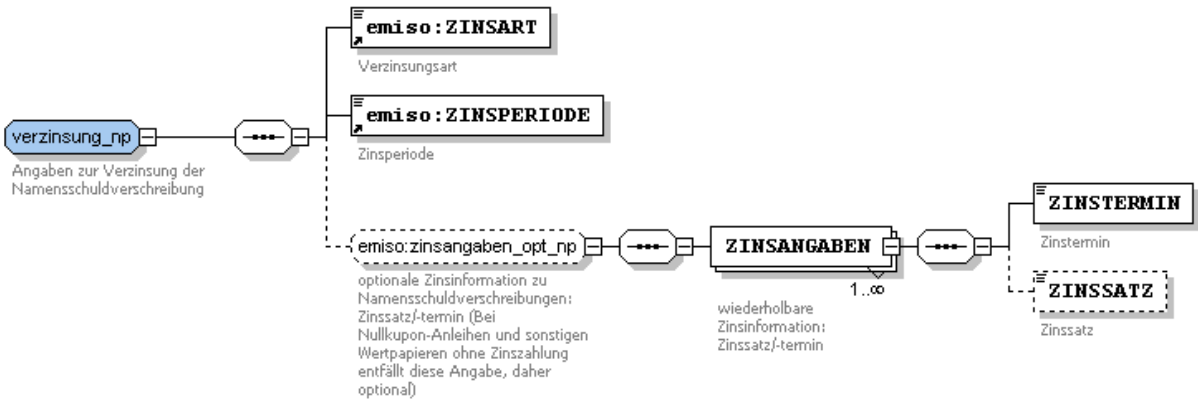 emiso:ZINSART
Verzinsungsart
verzinsung_np
Angaben zur Verzinsung der
Namensschuldverschreibung
emiso:ZINSPERIODE
Zinsperiode
emiso:zinsangaben_opt_np
optionale Zinsinformation zu
Namensschuldverschreibungen:
Zinssatz/-termin (Bei
Nullkupon-Anleihen und sonstigen
Wertpapieren ohne Zinszahlung
entfällt diese Angabe, daher
optional)
ZINSANGABEN
1..∞
wiederholbare
Zinsinformation:
Zinssatz/-termin
ZINSTERMIN
Zinstermin
ZINSSATZ
Zinssatz